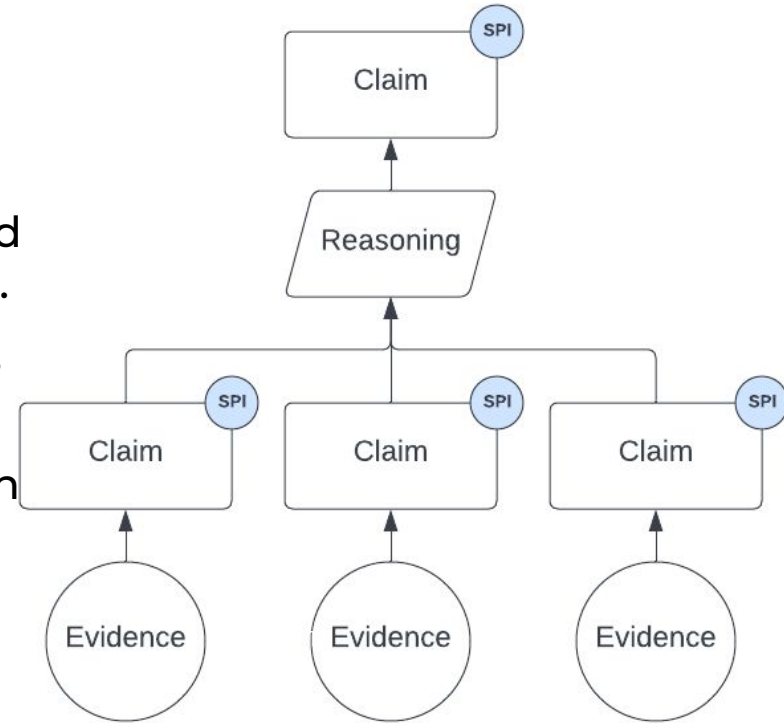 SPI
Claim
d
Reasoning
.
SPI SPI SPI
Claim Claim Claim
n
Evidence Evidence Evidence